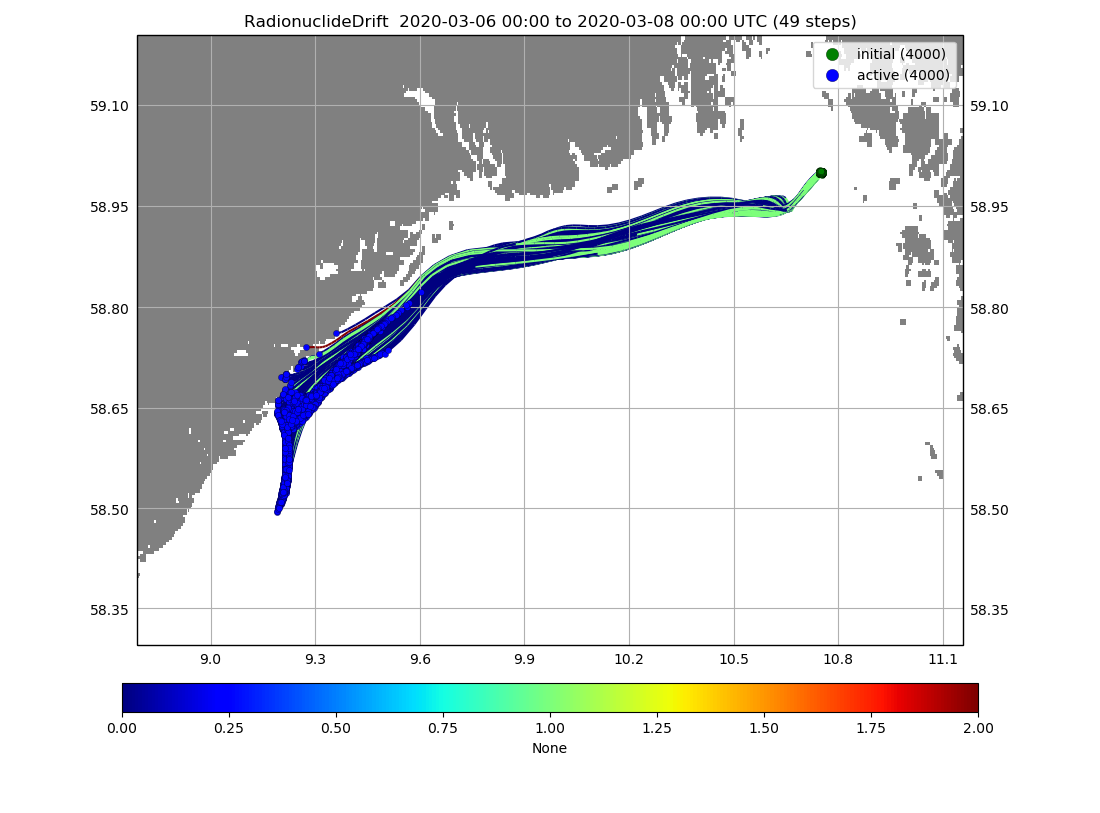 RadionuclideDrift  2020-03-06 00:00 to 2020-03-08 00:00 UTC (49 steps)
initial (4000)
active (4000)
59.10 59.10
58.95 58.95
58.80 58.80
58.65 58.65
58.50 58.50
58.35 58.35
9.0 9.3 9.6 9.9 10.2 10.5 10.8 11.1
0.00 0.25 0.50 0.75 1.00 1.25 1.50 1.75 2.00
None